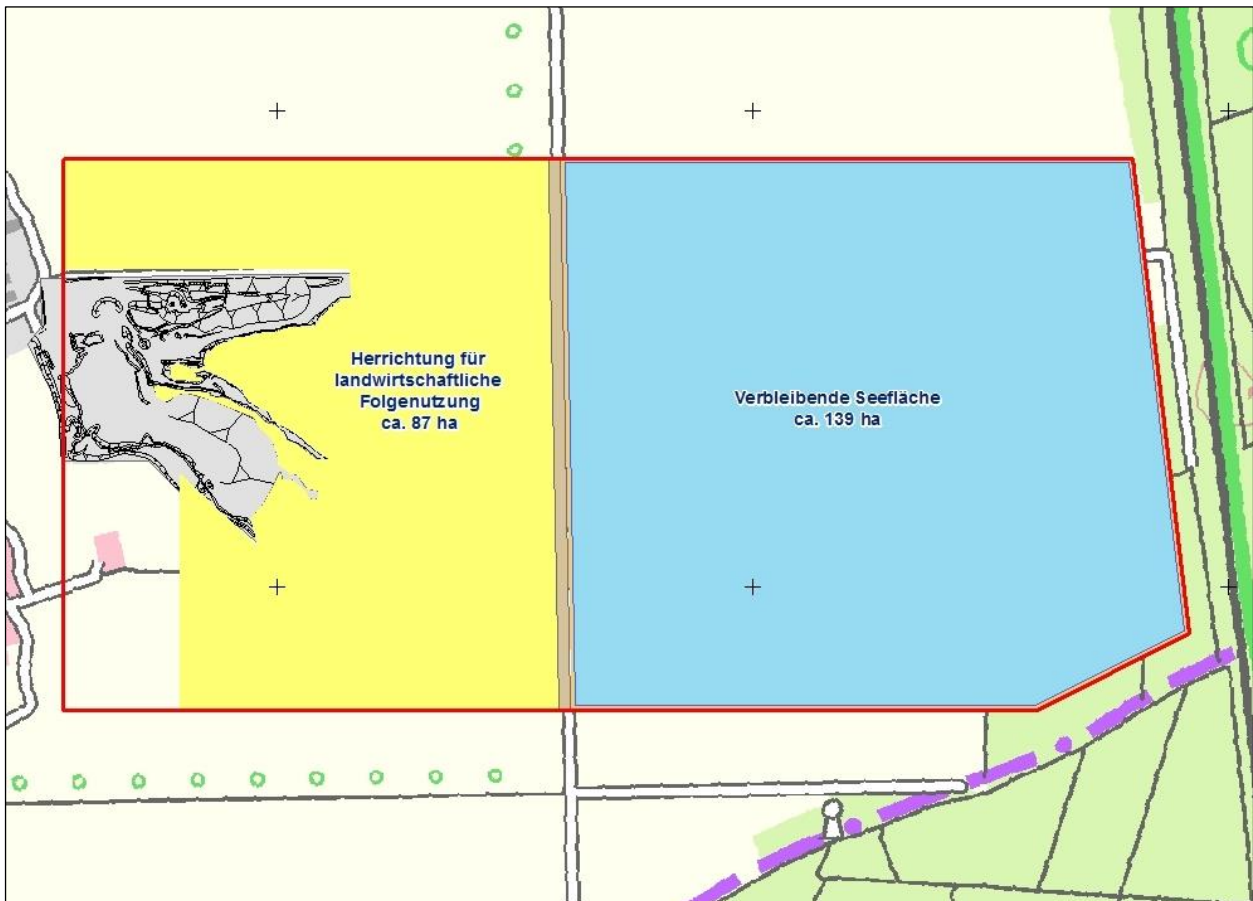 Herrichtung für
landwirtschaftliche
Folgenutzung
ca. 87 ha
Verbleibende Seefläche
ca. 139 ha